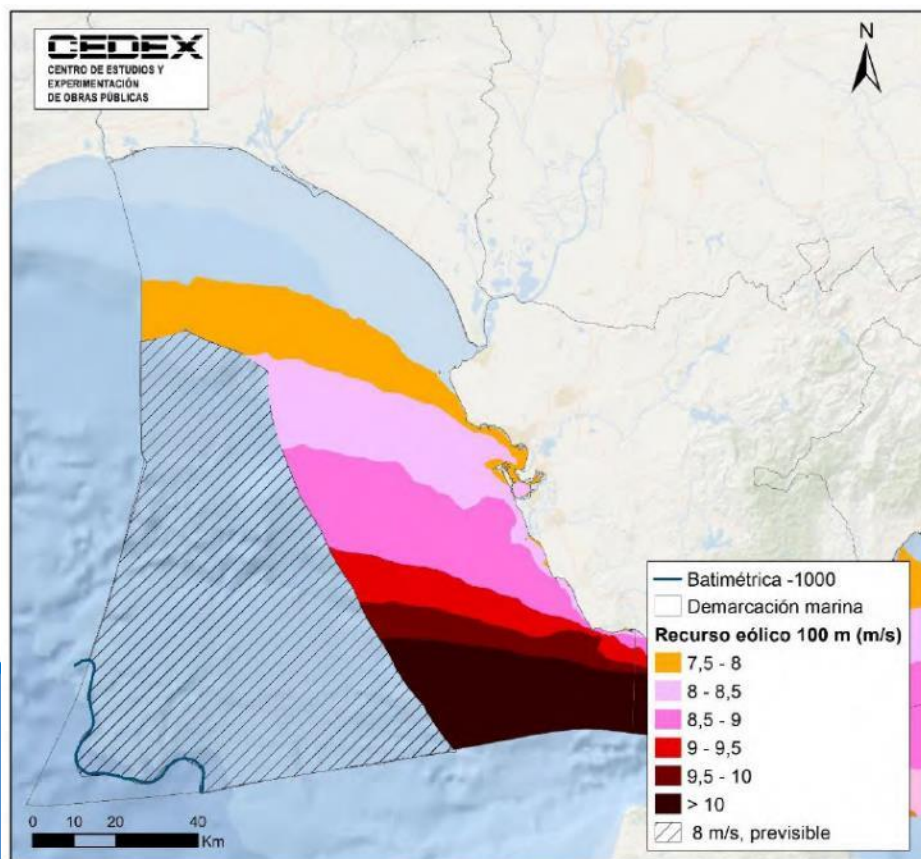 CEDEX
CENTRO DE ESTUDIOS Y
EXPERIMENTACIÓN
DE OBRAS PÚBLICAS
N
Batimétrica -1000
Demarcación marina
Recurso eólico 100 m (m/s)
7,5 - 8
8 - 8,5
8,5 - 9
9 - 9,5
9,5 - 10
> 10
8 m/s, previsible
0 10 20 40
Km